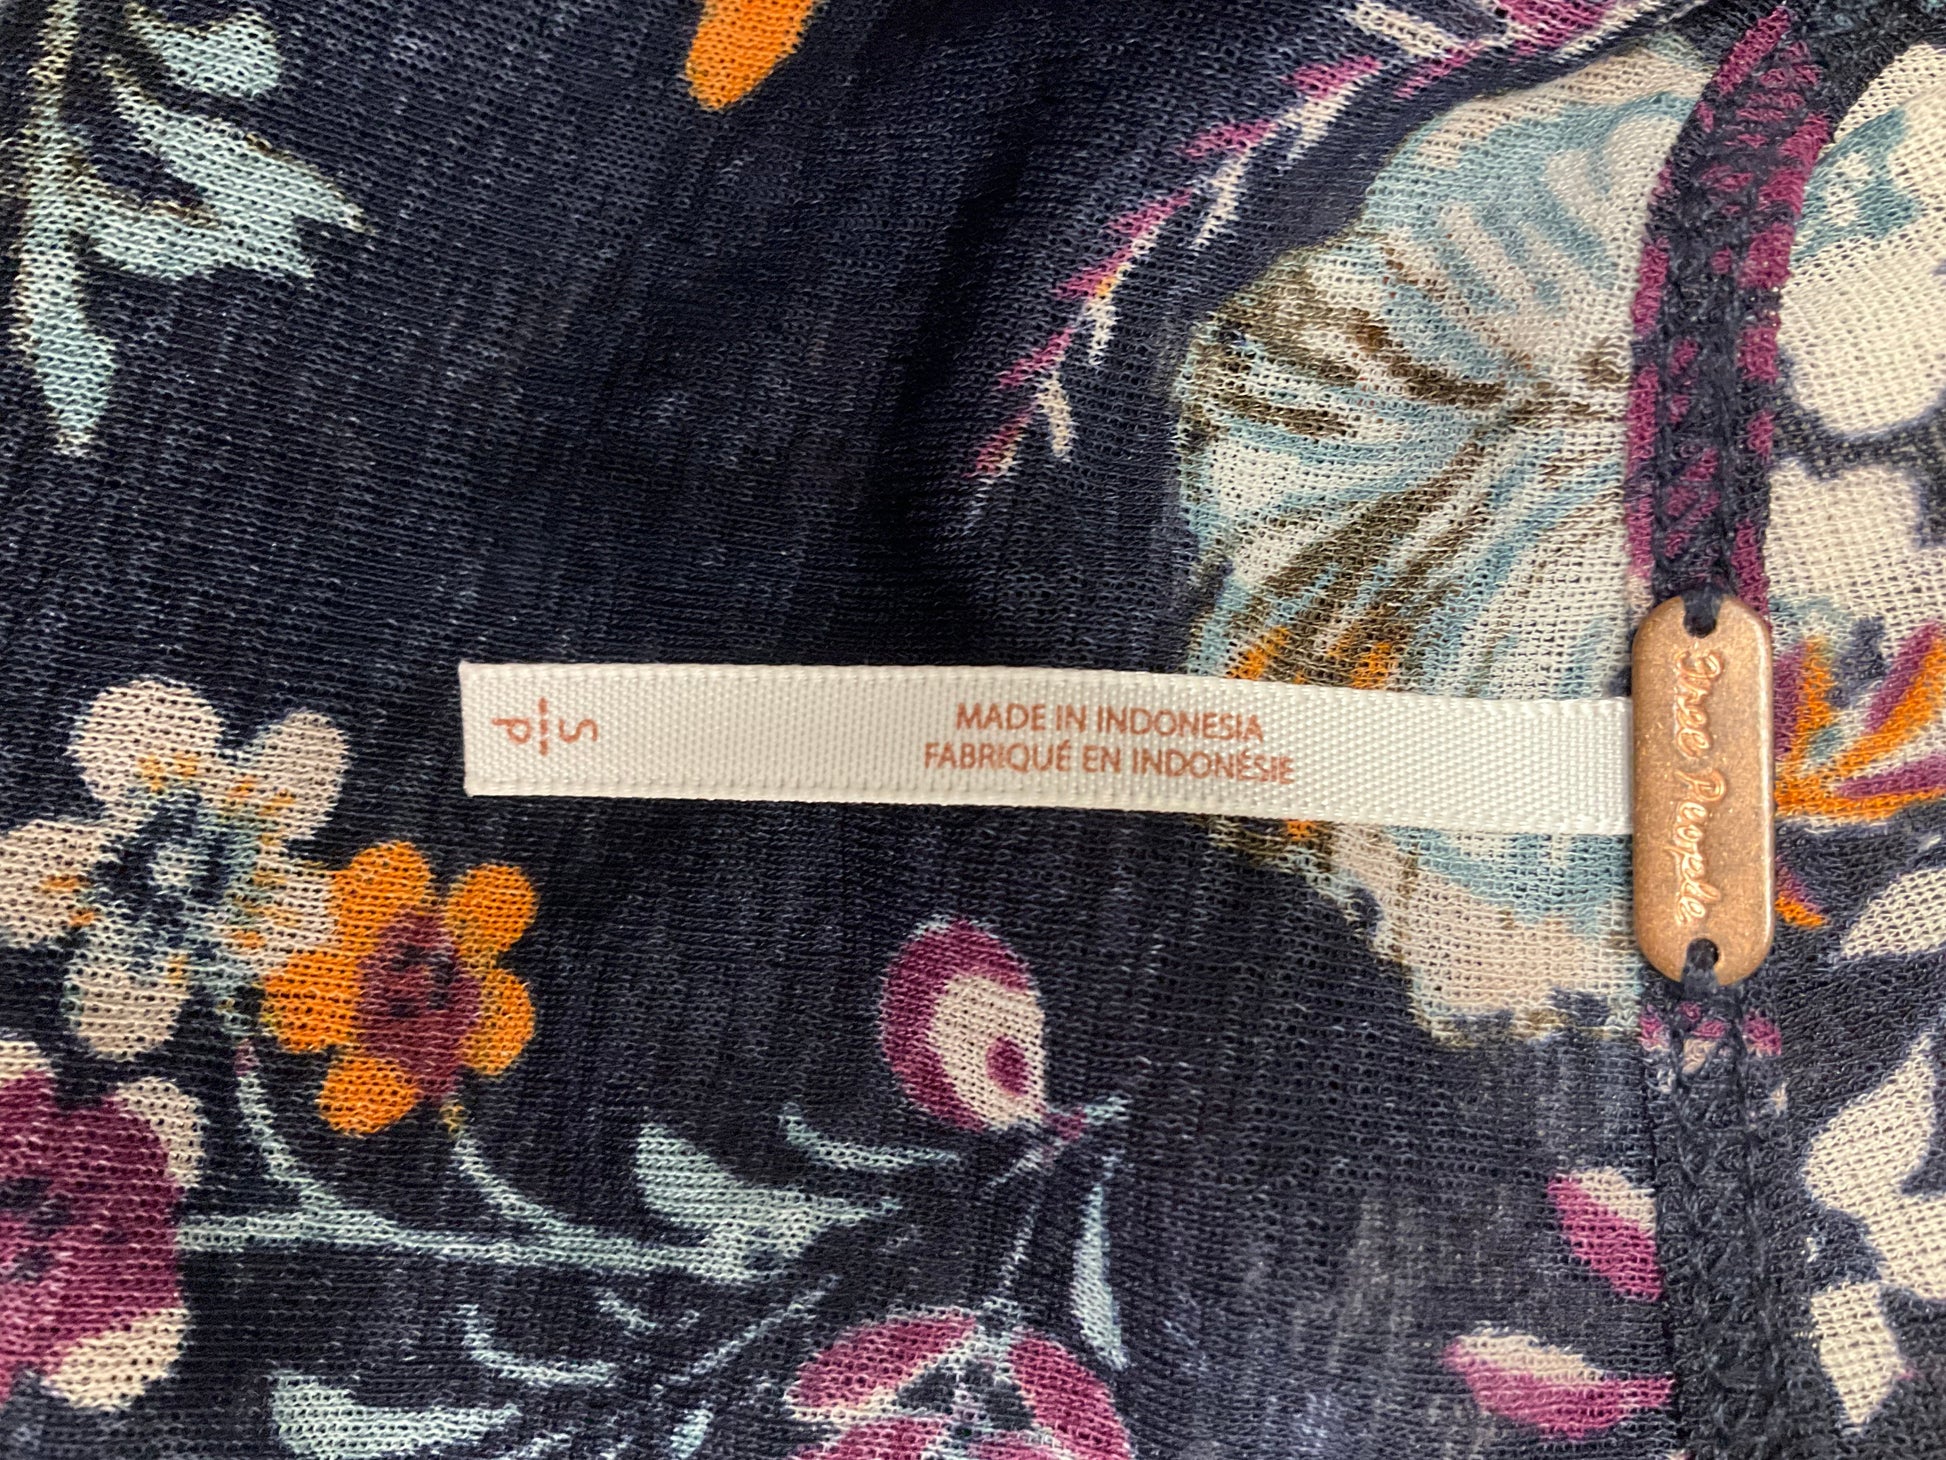 Free People
MADE IN INDONESIA
FABRIQUÉ EN INDONÉSIE
S
P